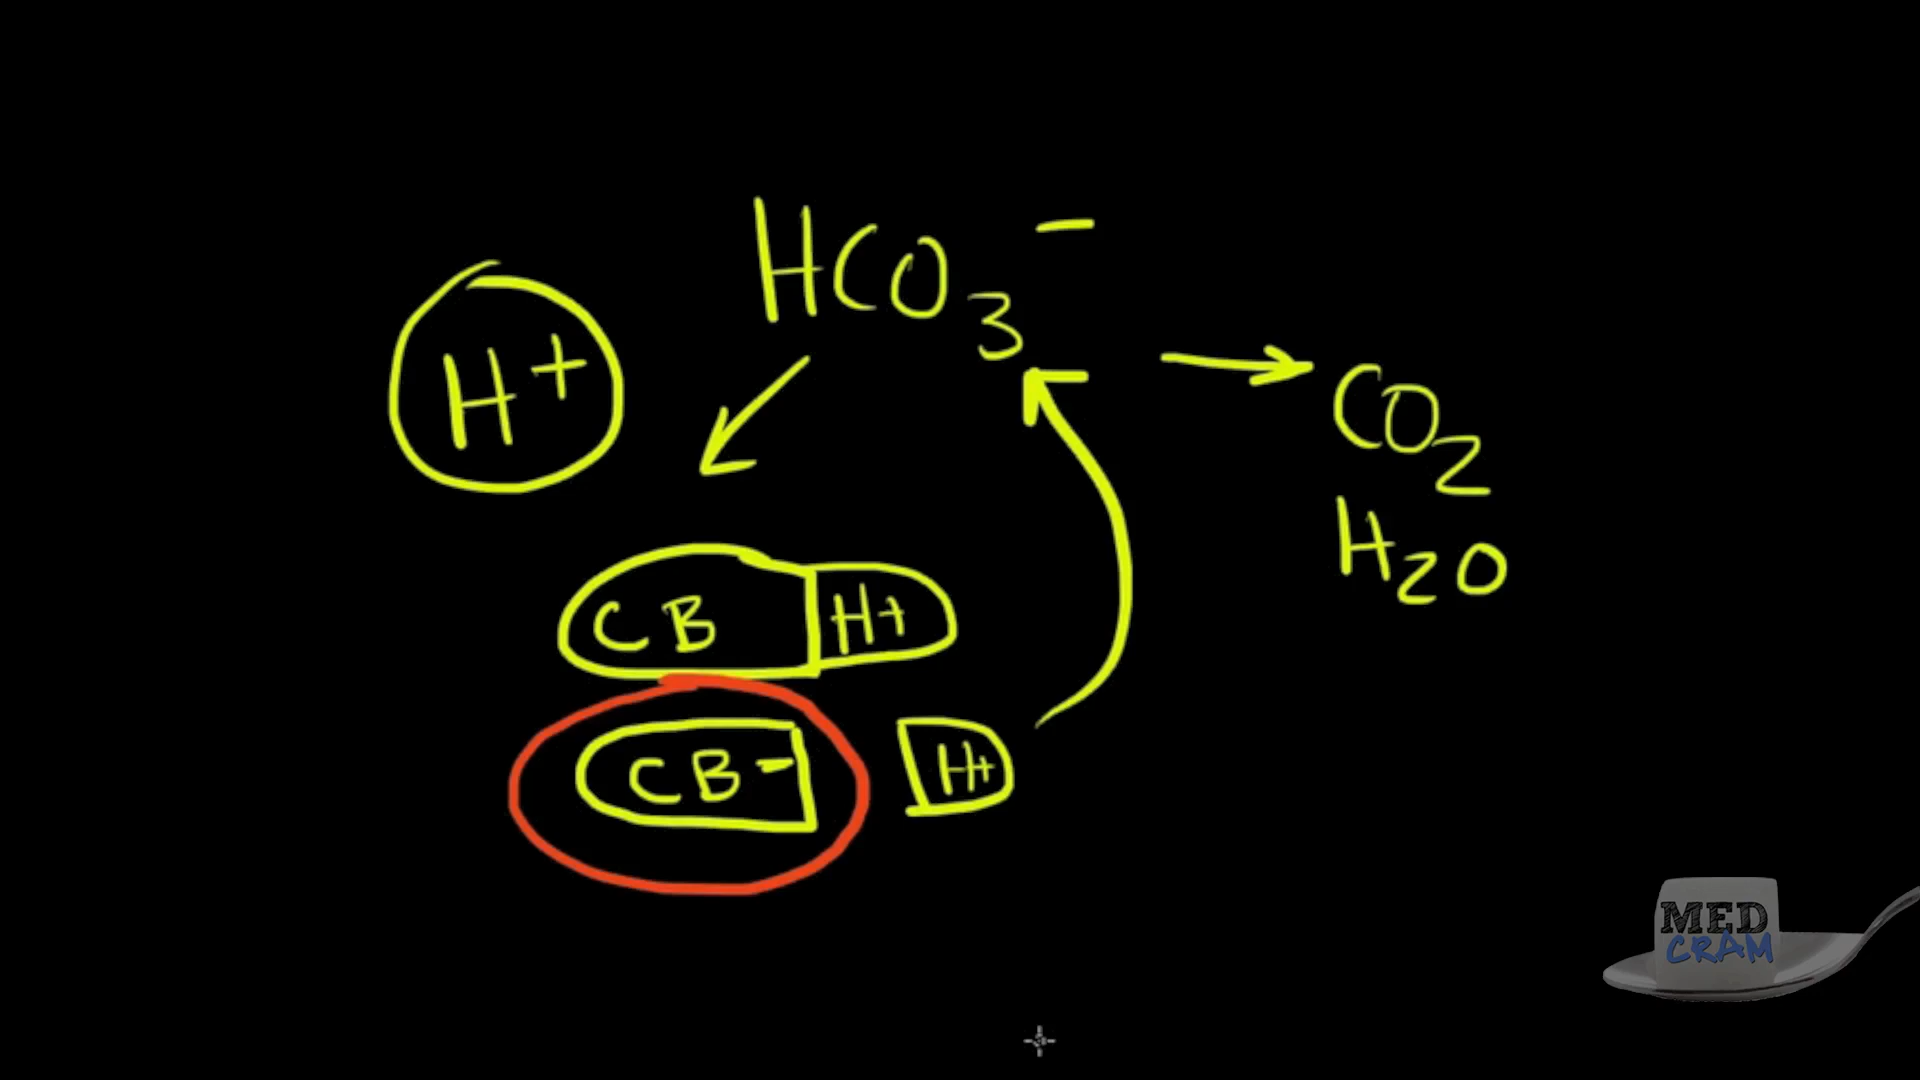 HCO3-
H+
CO2
H2O
CB H+
CB- H+
MED
CRAM